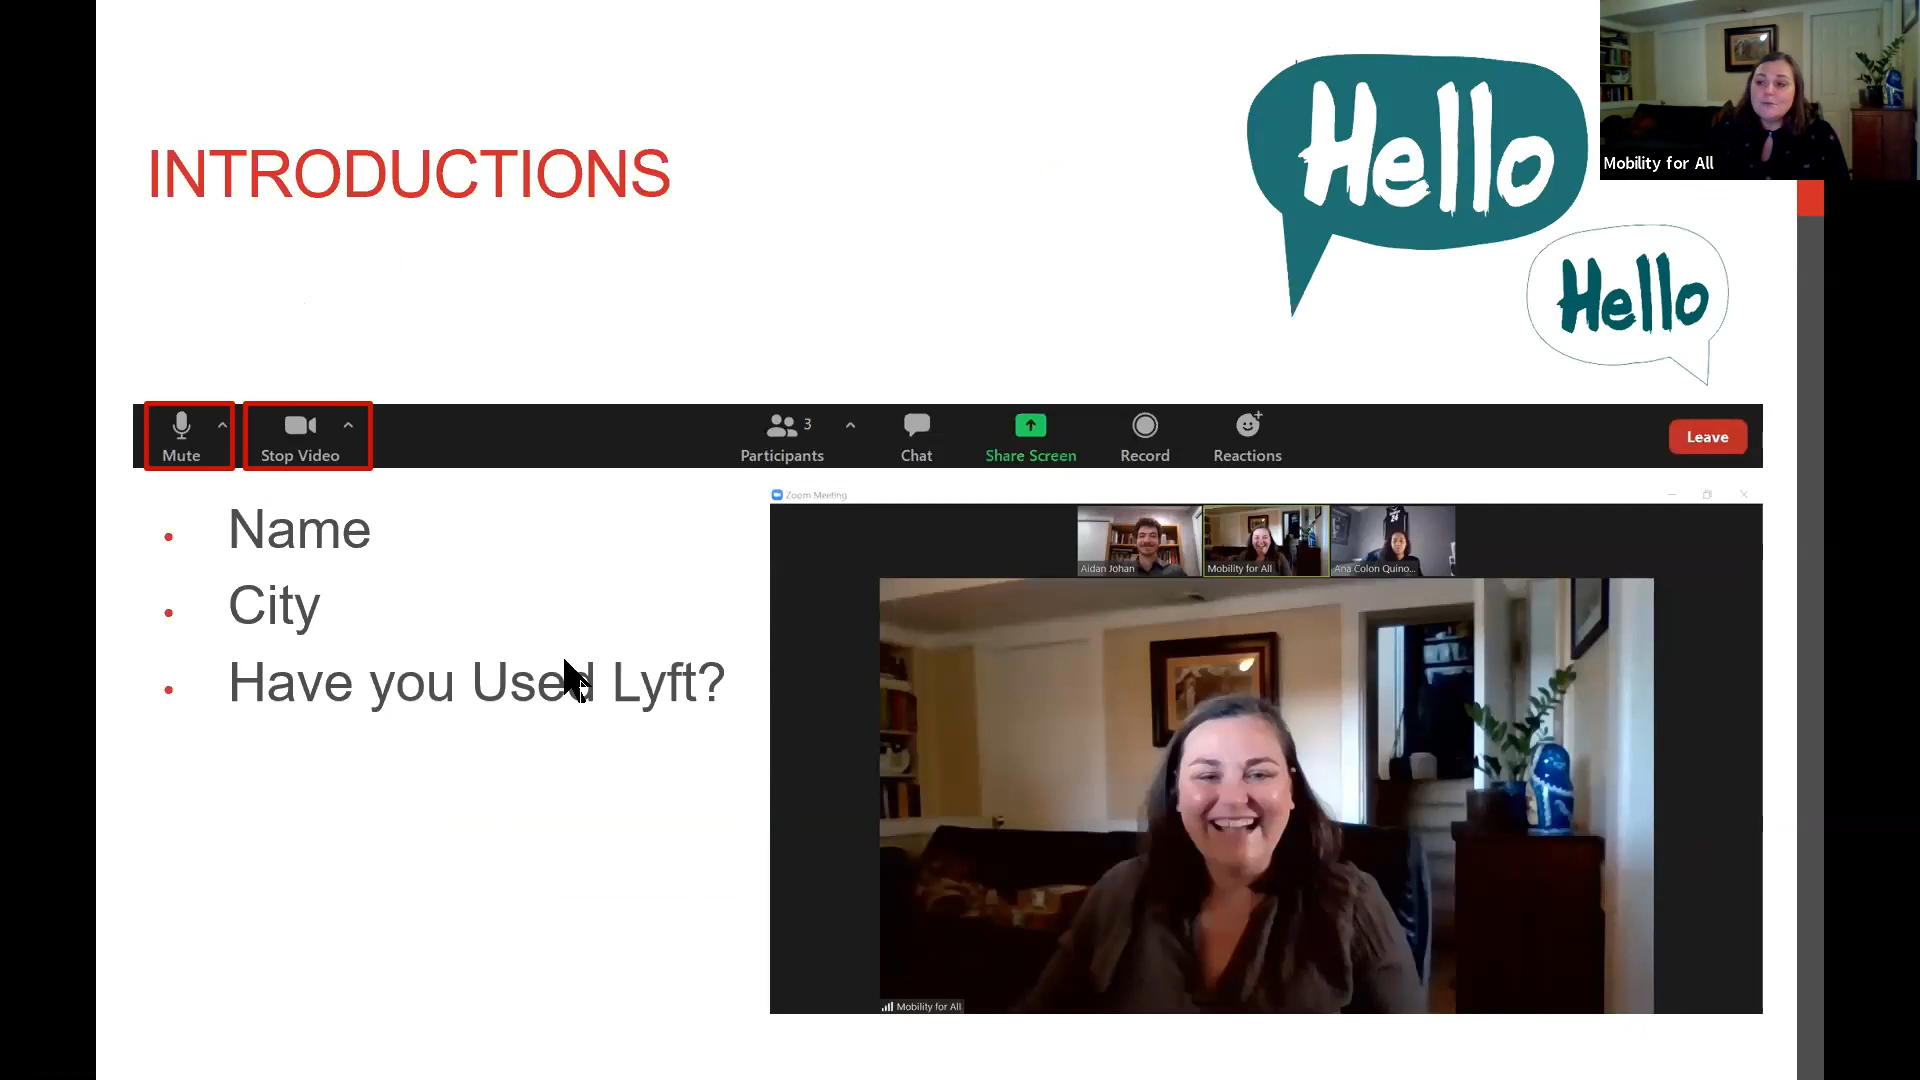 INTRODUCTIONS
Hello
Hello
Mobility for All
Mute
Stop Video
3
Participants
Chat
Share Screen
Record
Reactions
Leave
Name
City
Have you Used Lyft?
Zoom Meeting
Aidan Johan
Mobility for All
Ana Colon Quino...
24
Mobility for All